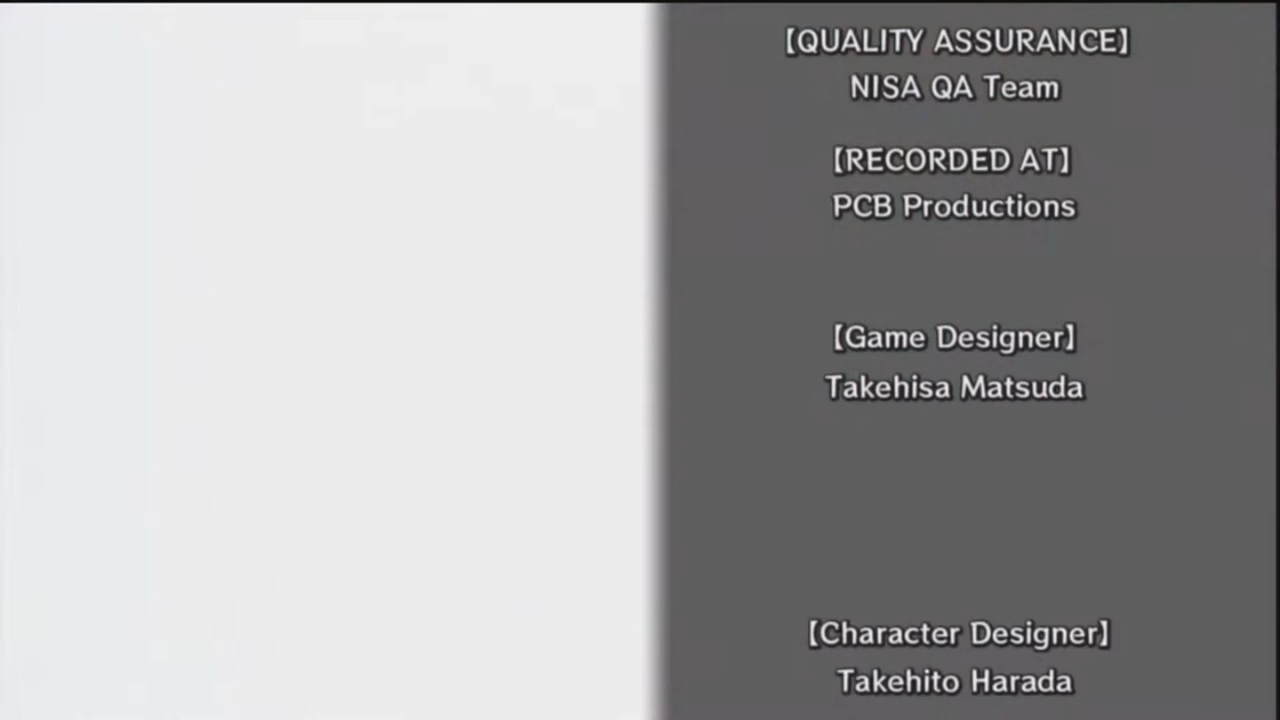 【QUALITY ASSURANCE】
NISA QA Team
【RECORDED AT】
PCB Productions
【Game Designer】
Takehisa Matsuda
【Character Designer】
Takehito Harada